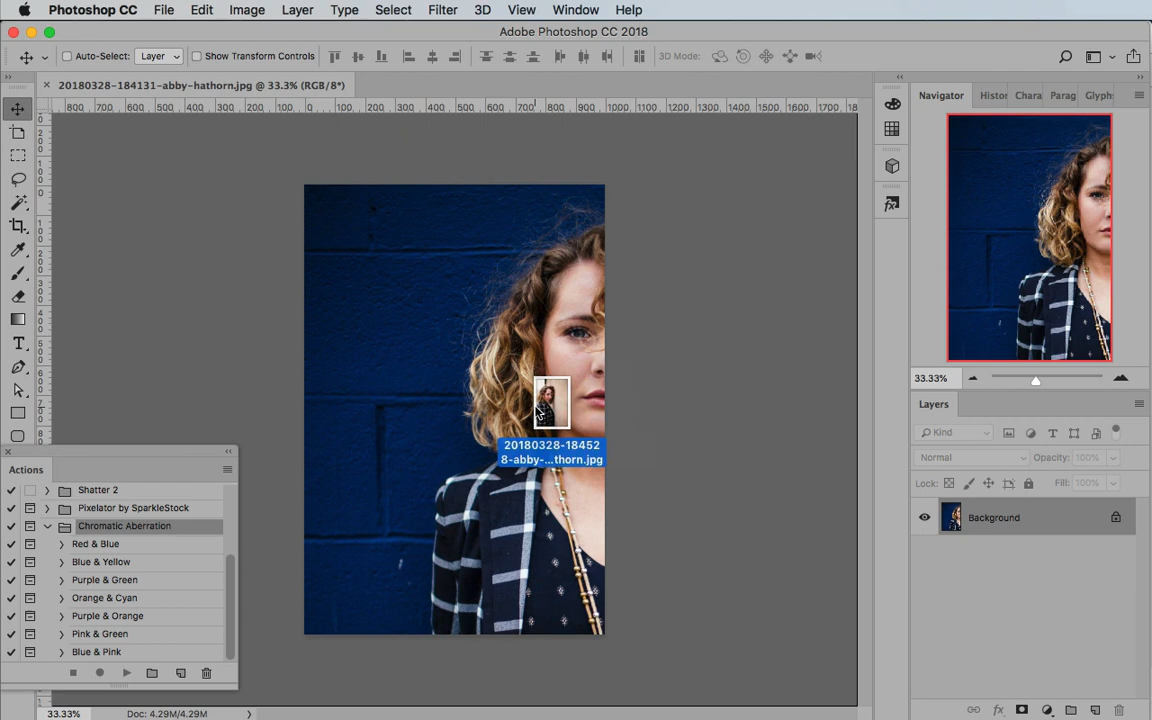 Photoshop CC File Edit Image Layer Type Select Filter 3D View Window Help
Adobe Photoshop CC 2018
Auto-Select: Layer Show Transform Controls 3D Mode:
20180328-184131-abby-hathorn.jpg @ 33.3% (RGB/8*)
800 700 600 500 400 300 200 100 0 100 200 300 400 500 600 700 800 900 1000 1100 1200 1300 1400 1500 1600 1700 18
Navigator Histor Chara Parag Glyph
33.33%
20180328-18452
8-abby-...thorn.jpg
Layers
Kind
Normal Opacity: 100%
Lock: Fill: 100%
Background
Actions
Shatter 2
Pixelator by SparkleStock
Chromatic Aberration
Red & Blue
Blue & Yellow
Purple & Green
Orange & Cyan
Purple & Orange
Pink & Green
Blue & Pink
33.33% Doc: 4.29M/4.29M